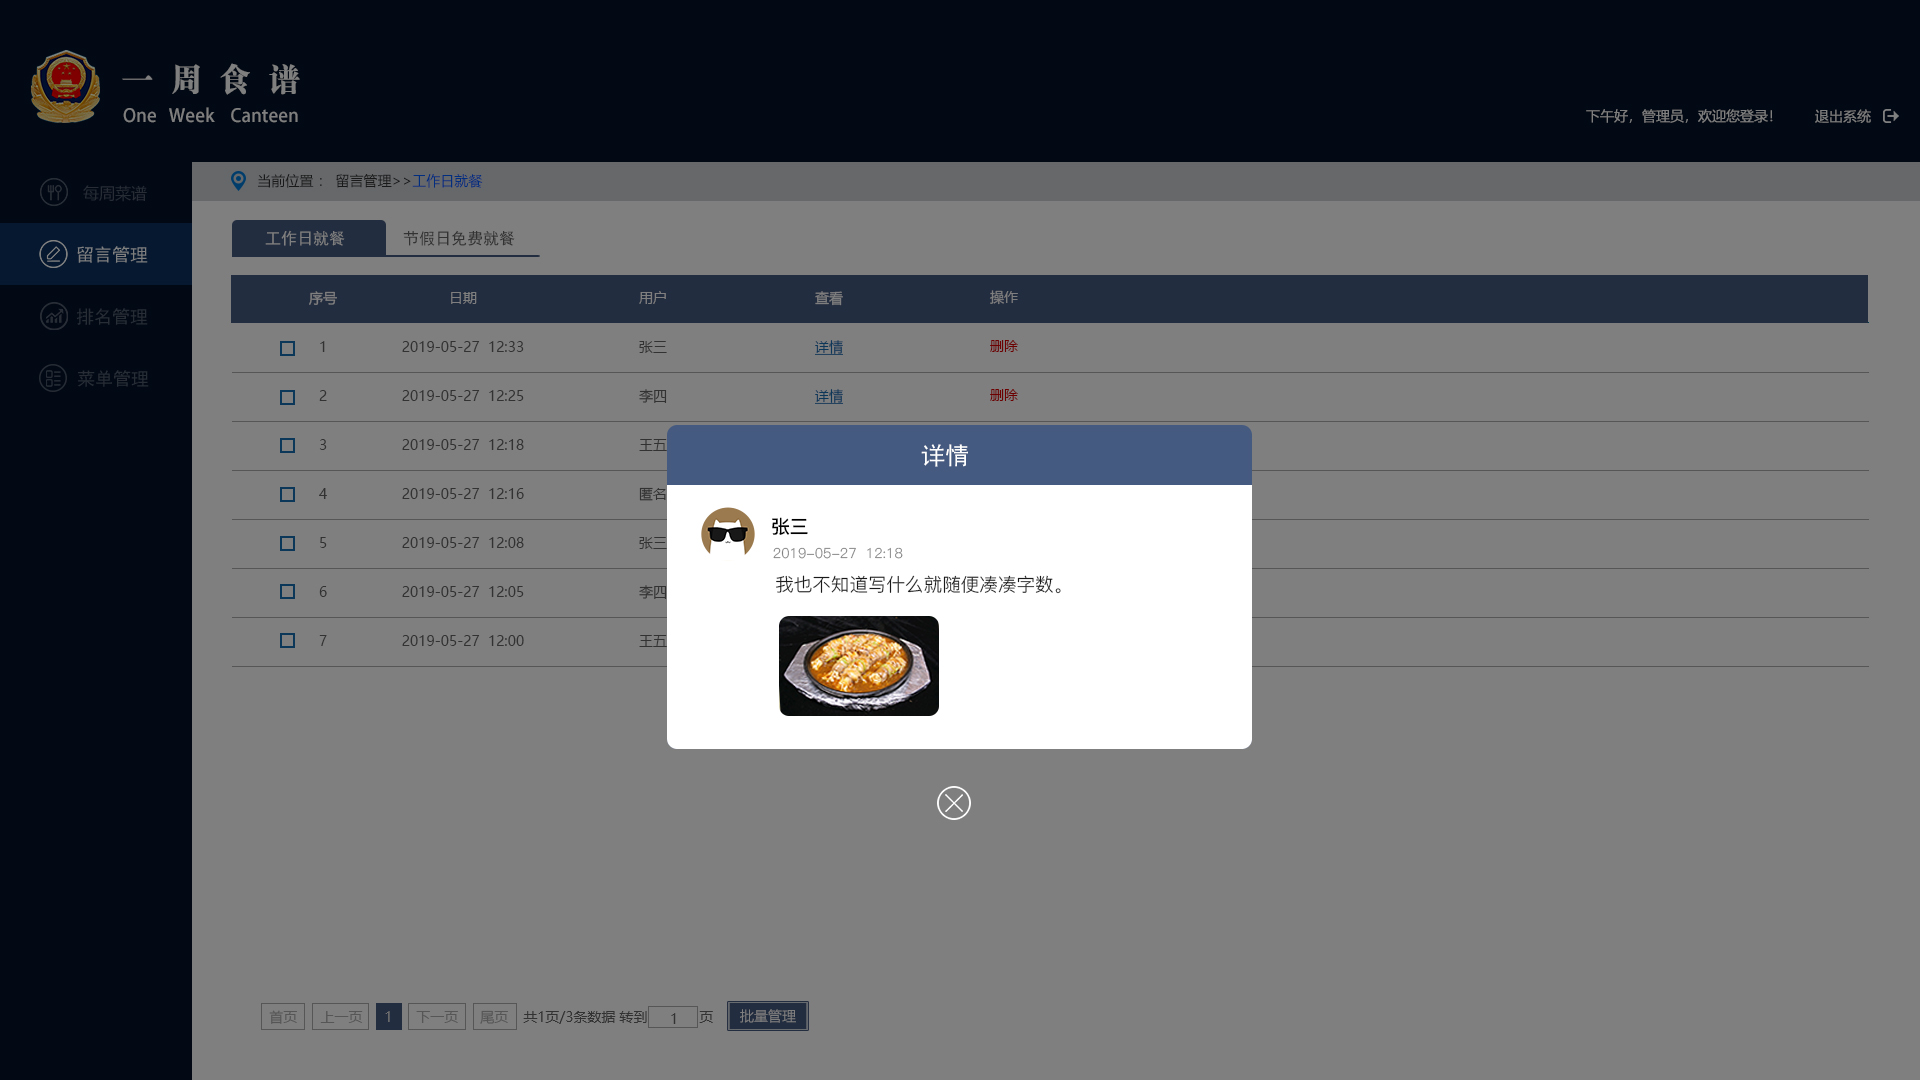 一周食谱
One Week Canteen
下午好，管理员，欢迎您登录！ 退出系统
每周菜谱
留言管理
排名管理
菜单管理
当前位置： 留言管理>>工作日就餐
工作日就餐 节假日免费就餐
序号 日期 用户 查看 操作
1 2019-05-27 12:33 张三 详情 删除
2 2019-05-27 12:25 李四 详情 删除
3 2019-05-27 12:18 王五
4 2019-05-27 12:16 匿名
5 2019-05-27 12:08 张三
6 2019-05-27 12:05 李四
7 2019-05-27 12:00 王五
详情
张三
2019-05-27 12:18
我也不知道写什么就随便凑凑字数。
首页 上一页 1 下一页 尾页 共1页/3条数据 转到 1 页 批量管理